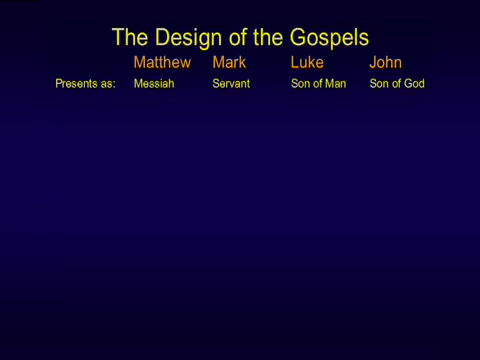 The Design of the Gospels
Matthew Mark Luke John
Presents as: Messiah Servant Son of Man Son of God